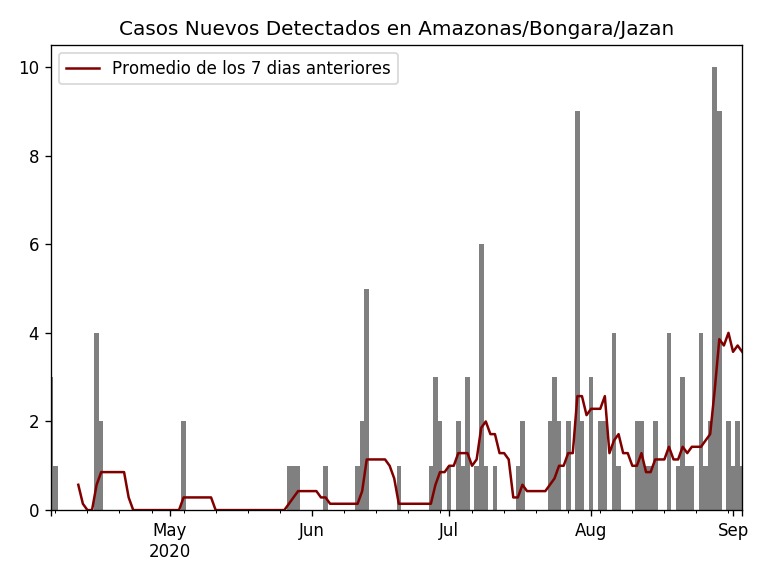 Casos Nuevos Detectados en Amazonas/Bongara/Jazan
Promedio de los 7 dias anteriores
10
8
6
4
2
0
May
2020
Jun
Jul
Aug
Sep